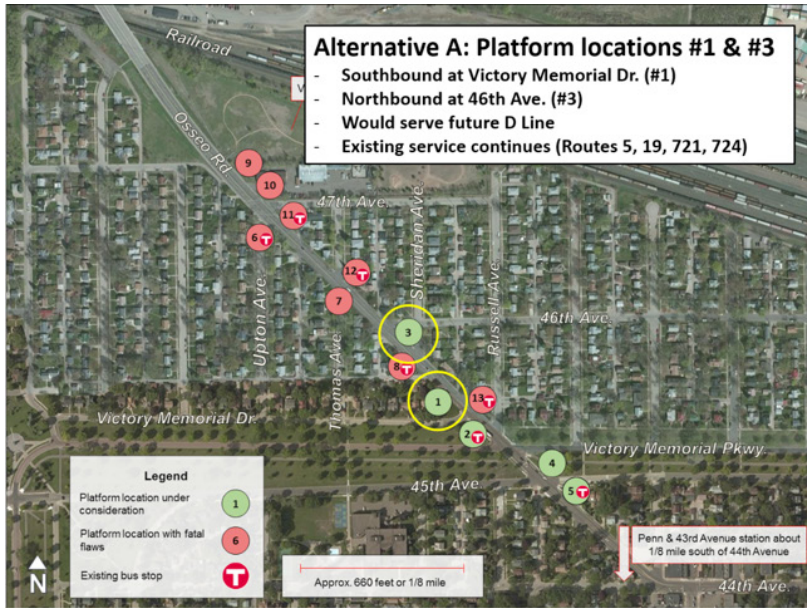 Railroad
V
Alternative A: Platform locations #1 & #3
- Southbound at Victory Memorial Dr. (#1)
- Northbound at 46th Ave. (#3)
- Would serve future D Line
- Existing service continues (Routes 5, 19, 721, 724)
Osseo Rd
9
10
11 T
47th Ave.
Sheridan Ave.
6 T
12 T
Upton Ave.
7
Russell Ave.
3
46th Ave.
Thomas Ave.
8 T
1
13 T
Victory Memorial Dr.
2 T
Victory Memorial Pkwy.
4
45th Ave.
5 T
Legend
Platform location under
consideration
1
Platform location with fatal
flaws
6
Existing bus stop
T
N
Approx. 660 feet or 1/8 mile
Penn & 43rd Avenue station about
1/8 mile south of 44th Avenue
44th Ave.